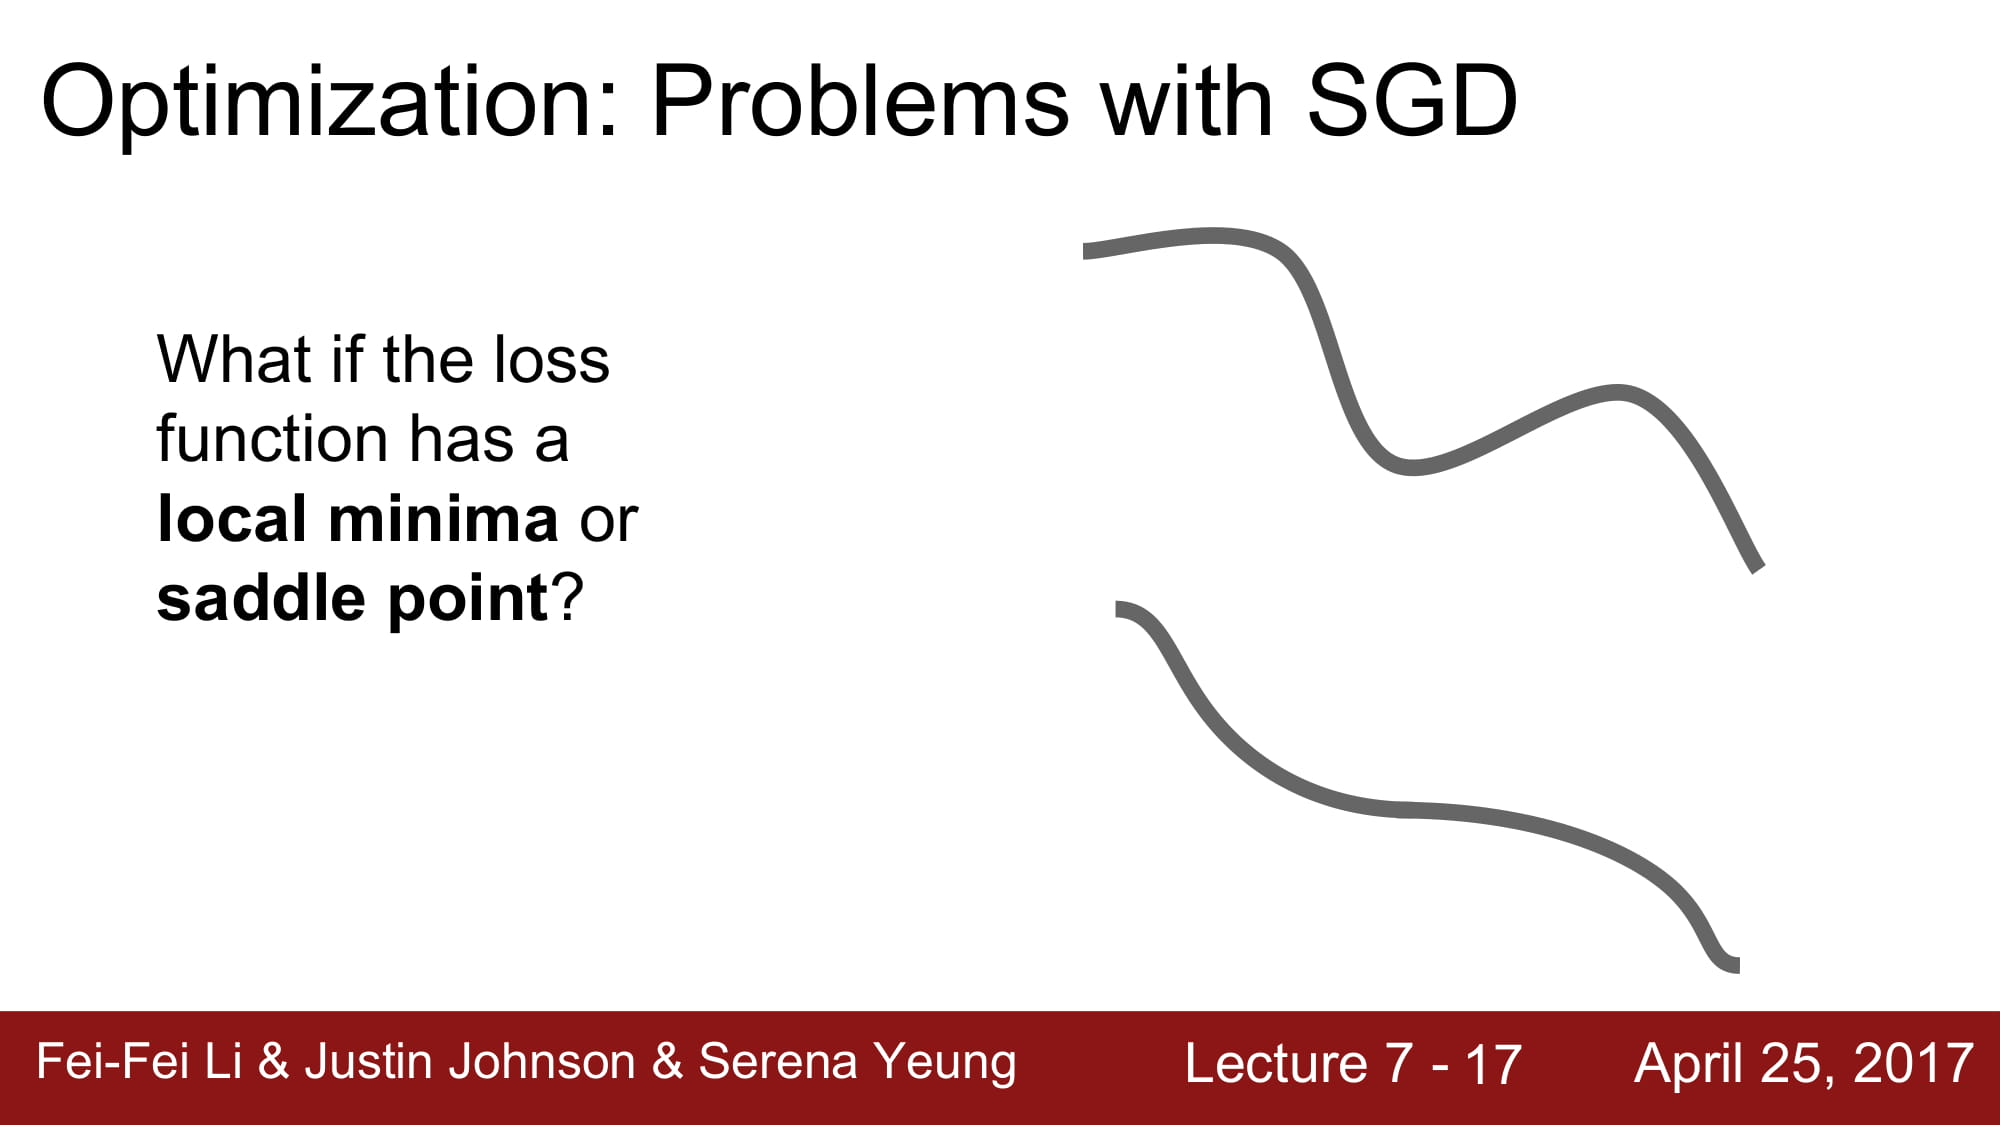 Optimization: Problems with SGD
What if the loss
function has a
local minima or
saddle point?
Fei-Fei Li & Justin Johnson & Serena Yeung
Lecture 7 - 17
April 25, 2017